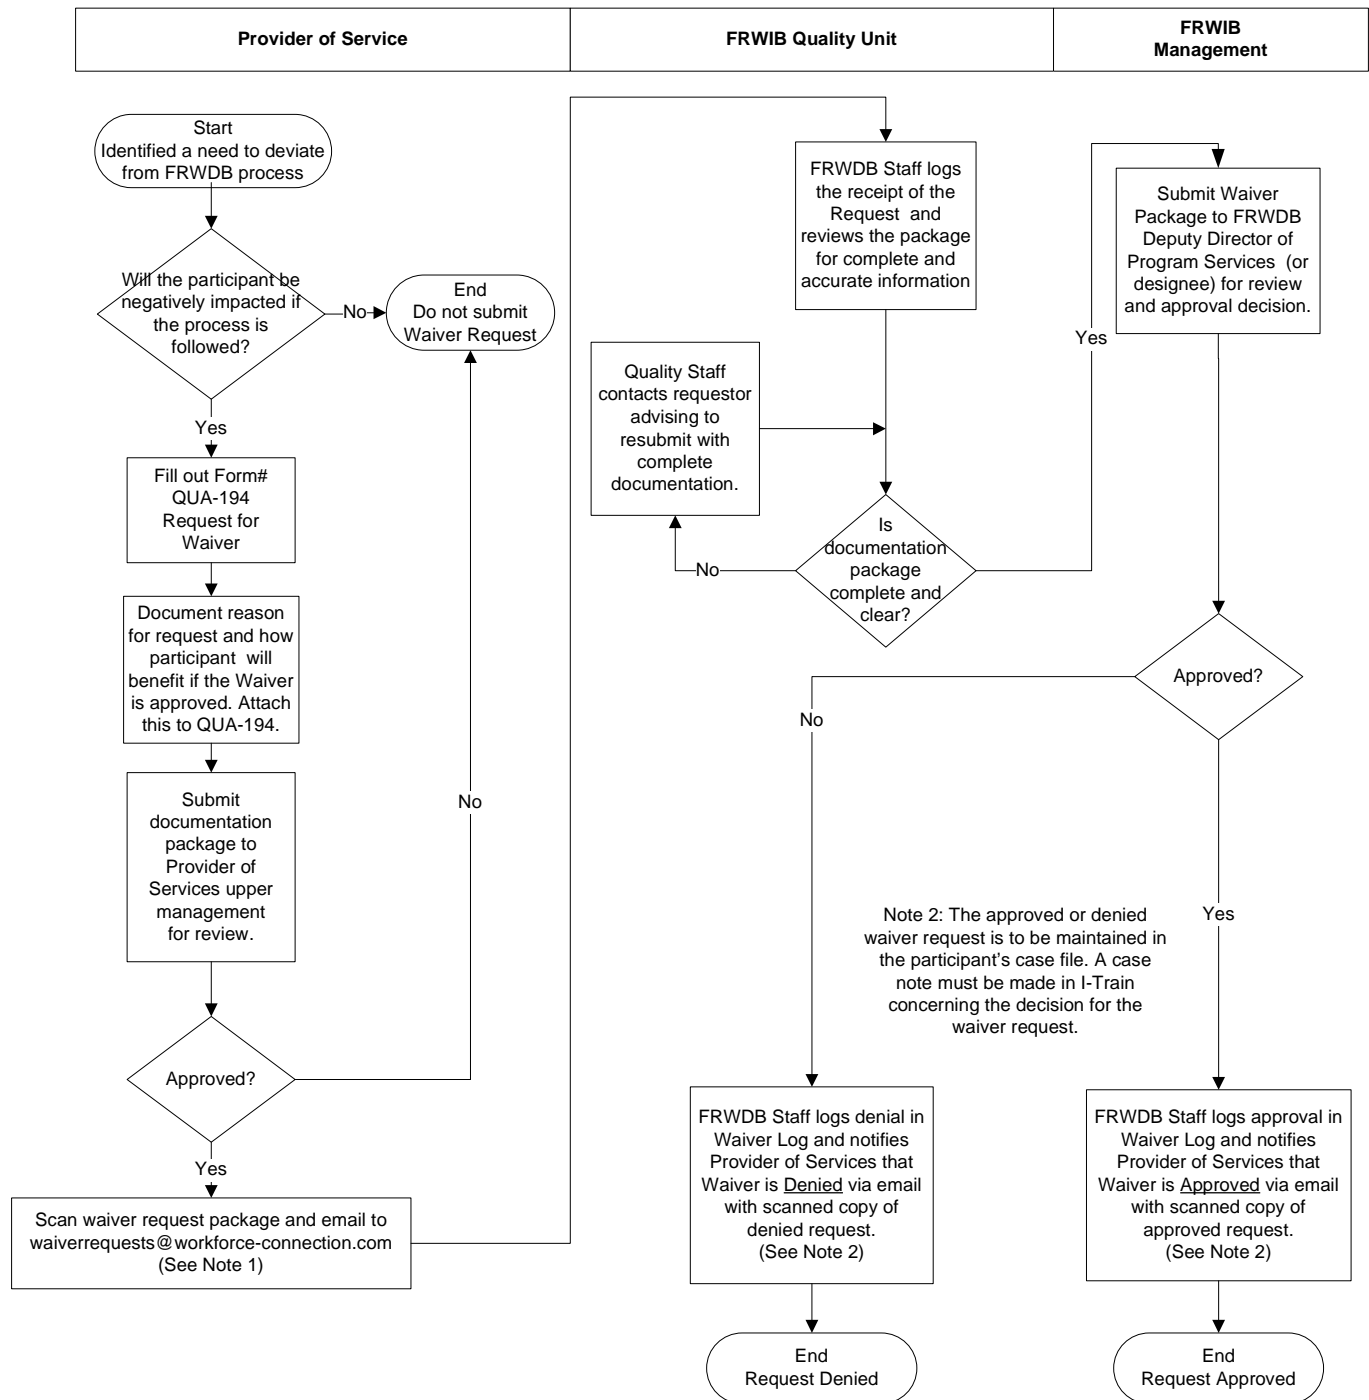 Provider of Service
FRWIB Quality Unit
FRWIB
Management
Start
Identified a need to deviate
from FRWDB process
Will the participant be
negatively impacted if
the process is
followed?
No
End
Do not submit
Waiver Request
Yes
Fill out Form#
QUA-194
Request for
Waiver
Document reason
for request and how
participant will
benefit if the Waiver
is approved. Attach
this to QUA-194.
Submit
documentation
package to
Provider of
Services upper
management
for review.
No
Approved?
Yes
Scan waiver request package and email to
waiverrequests@workforce-connection.com
(See Note 1)
FRWDB Staff logs
the receipt of the
Request and
reviews the package
for complete and
accurate information
Quality Staff
contacts requestor
advising to
resubmit with
complete
documentation.
Is
documentation
package
complete and
clear?
No
Yes
Submit Waiver
Package to FRWDB
Deputy Director of
Program Services (or
designee) for review
and approval decision.
Approved?
No
Yes
Note 2: The approved or denied
waiver request is to be maintained in
the participant’s case file. A case
note must be made in I-Train
concerning the decision for the
waiver request.
FRWDB Staff logs denial in
Waiver Log and notifies
Provider of Services that
Waiver is Denied via email
with scanned copy of
denied request.
(See Note 2)
FRWDB Staff logs approval in
Waiver Log and notifies
Provider of Services that
Waiver is Approved via email
with scanned copy of
approved request.
(See Note 2)
End
Request Denied
End
Request Approved